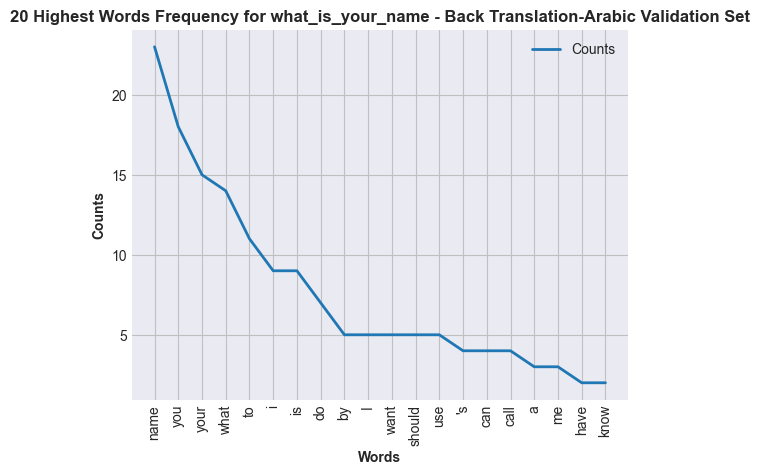 20 Highest Words Frequency for what_is_your_name - Back Translation-Arabic Validation Set
Counts
Counts
20
15
10
5
name
you
your
what
to
i
is
do
by
I
want
should
use
's
can
call
a
me
have
know
Words